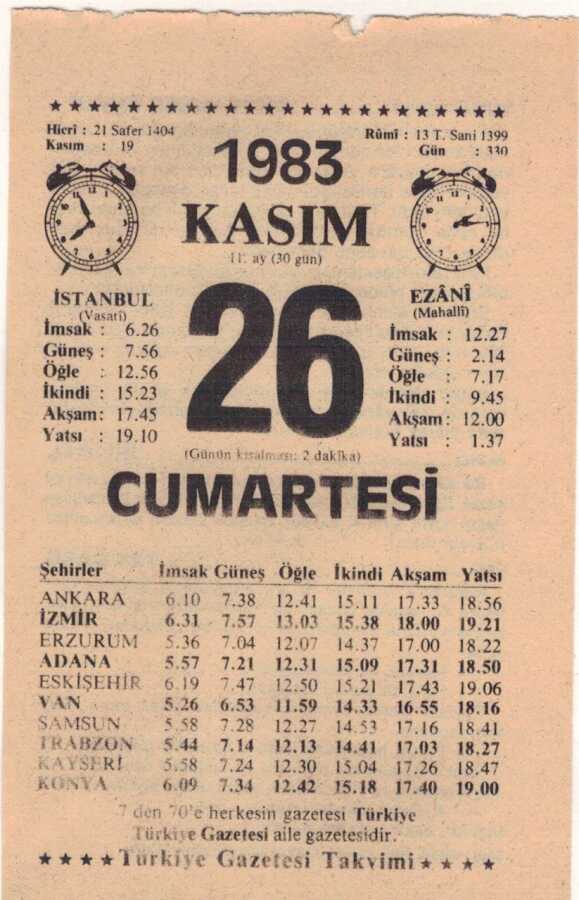 ★★★★★★★★★★★★★★★★★★★★★★★★
Hicrî : 21 Safer 1404
Kasım : 19
Rûmî : 13 T. Sani 1399
Gün : 330
1983
KASIM
11. ay (30 gün)
26
(Günün kısalması: 2 dakika)
İSTANBUL
(Vasatî)
İmsak : 6.26
Güneş : 7.56
Öğle : 12.56
İkindi : 15.23
Akşam: 17.45
Yatsı : 19.10
EZÂNÎ
(Mahallî)
İmsak : 12.27
Güneş : 2.14
Öğle : 7.17
İkindi : 9.45
Akşam: 12.00
Yatsı : 1.37
CUMARTESİ
Şehirler İmsak Güneş Öğle İkindi Akşam Yatsı
ANKARA 6.10 7.38 12.41 15.11 17.33 18.56
İZMİR 6.31 7.57 13.03 15.38 18.00 19.21
ERZURUM 5.36 7.04 12.07 14.37 17.00 18.22
ADANA 5.57 7.21 12.31 15.09 17.31 18.50
ESKİŞEHİR 6.19 7.47 12.50 15.21 17.43 19.06
VAN 5.26 6.53 11.59 14.33 16.55 18.16
SAMSUN 5.58 7.28 12.27 14.53 17.16 18.41
TRABZON 5.44 7.14 12.13 14.41 17.03 18.27
KAYSERİ 5.58 7.24 12.30 15.04 17.26 18.47
KONYA 6.09 7.34 12.42 15.18 17.40 19.00
7 den 70'e herkesin gazetesi Türkiye
Türkiye Gazetesi aile gazetesidir.
★★★★Türkiye Gazetesi Takvimi★★★★